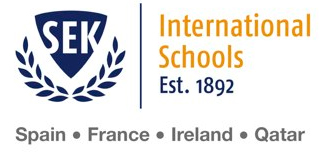 SEK
International
Schools
Est. 1892
Spain • France • Ireland • Qatar